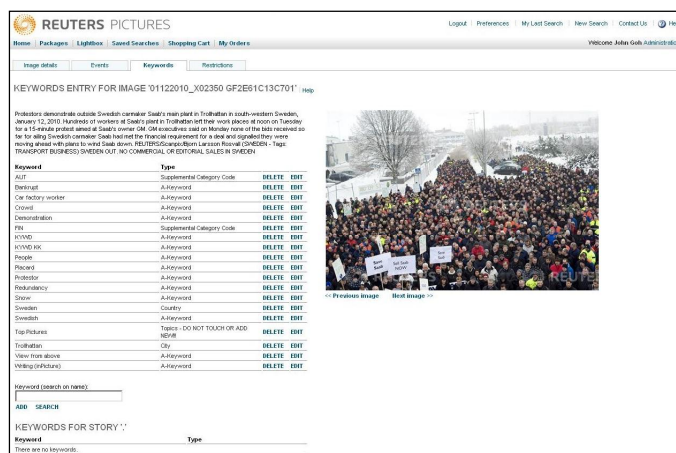 REUTERS PICTURES
Logout | Preferences | My Last Search | New Search | Contact Us |
Home | Packages | Lightbox | Saved Searches | Shopping Cart | My Orders
Welcome John Goh Administration
Image details Events Keywords Restrictions
KEYWORDS ENTRY FOR IMAGE '01122010_X02350 GF2E61C13C701' Help
Protestors demonstrate outside Swedish carmaker Saab's main plant in Trollhattan in south-western Sweden,
January 12, 2010. Hundreds of workers at Saab's plant in Trollhattan left their work places at noon on Tuesday
for a 15-minute protest aimed at Saab's owner GM. GM executives said on Monday none of the bids received so
far for ailing Swedish carmaker Saab had met the financial requirement for a deal and signalled they were
moving ahead with plans to wind Saab down. REUTERS/Scanpix/Bjorn Larsson Rosvall (SWEDEN - Tags:
TRANSPORT BUSINESS) SWEDEN OUT. NO COMMERCIAL OR EDITORIAL SALES IN SWEDEN
Keyword Type
AUT Supplemental Category Code DELETE EDIT
Bankrupt A-Keyword DELETE EDIT
Car factory worker A-Keyword DELETE EDIT
Crowd A-Keyword DELETE EDIT
Demonstration A-Keyword DELETE EDIT
FIN Supplemental Category Code DELETE EDIT
KYWD A-Keyword DELETE EDIT
KYWD KK A-Keyword DELETE EDIT
People A-Keyword DELETE EDIT
Placard A-Keyword DELETE EDIT
Protestor A-Keyword DELETE EDIT
Redundancy A-Keyword DELETE EDIT
Snow A-Keyword DELETE EDIT
Sweden Country DELETE EDIT
Swedish A-Keyword DELETE EDIT
Top Pictures Topics - DO NOT TOUCH OR ADD
NEW!!! DELETE EDIT
Trollhattan City DELETE EDIT
View from above A-Keyword DELETE EDIT
Writing (InPicture) A-Keyword DELETE EDIT
Save
Saab
Sell Saab
NOW
Save
Saab
REUTE
<< Previous image Next image >>
Keyword (search on name):
ADD SEARCH
KEYWORDS FOR STORY '.'
Keyword Type
There are no keywords.